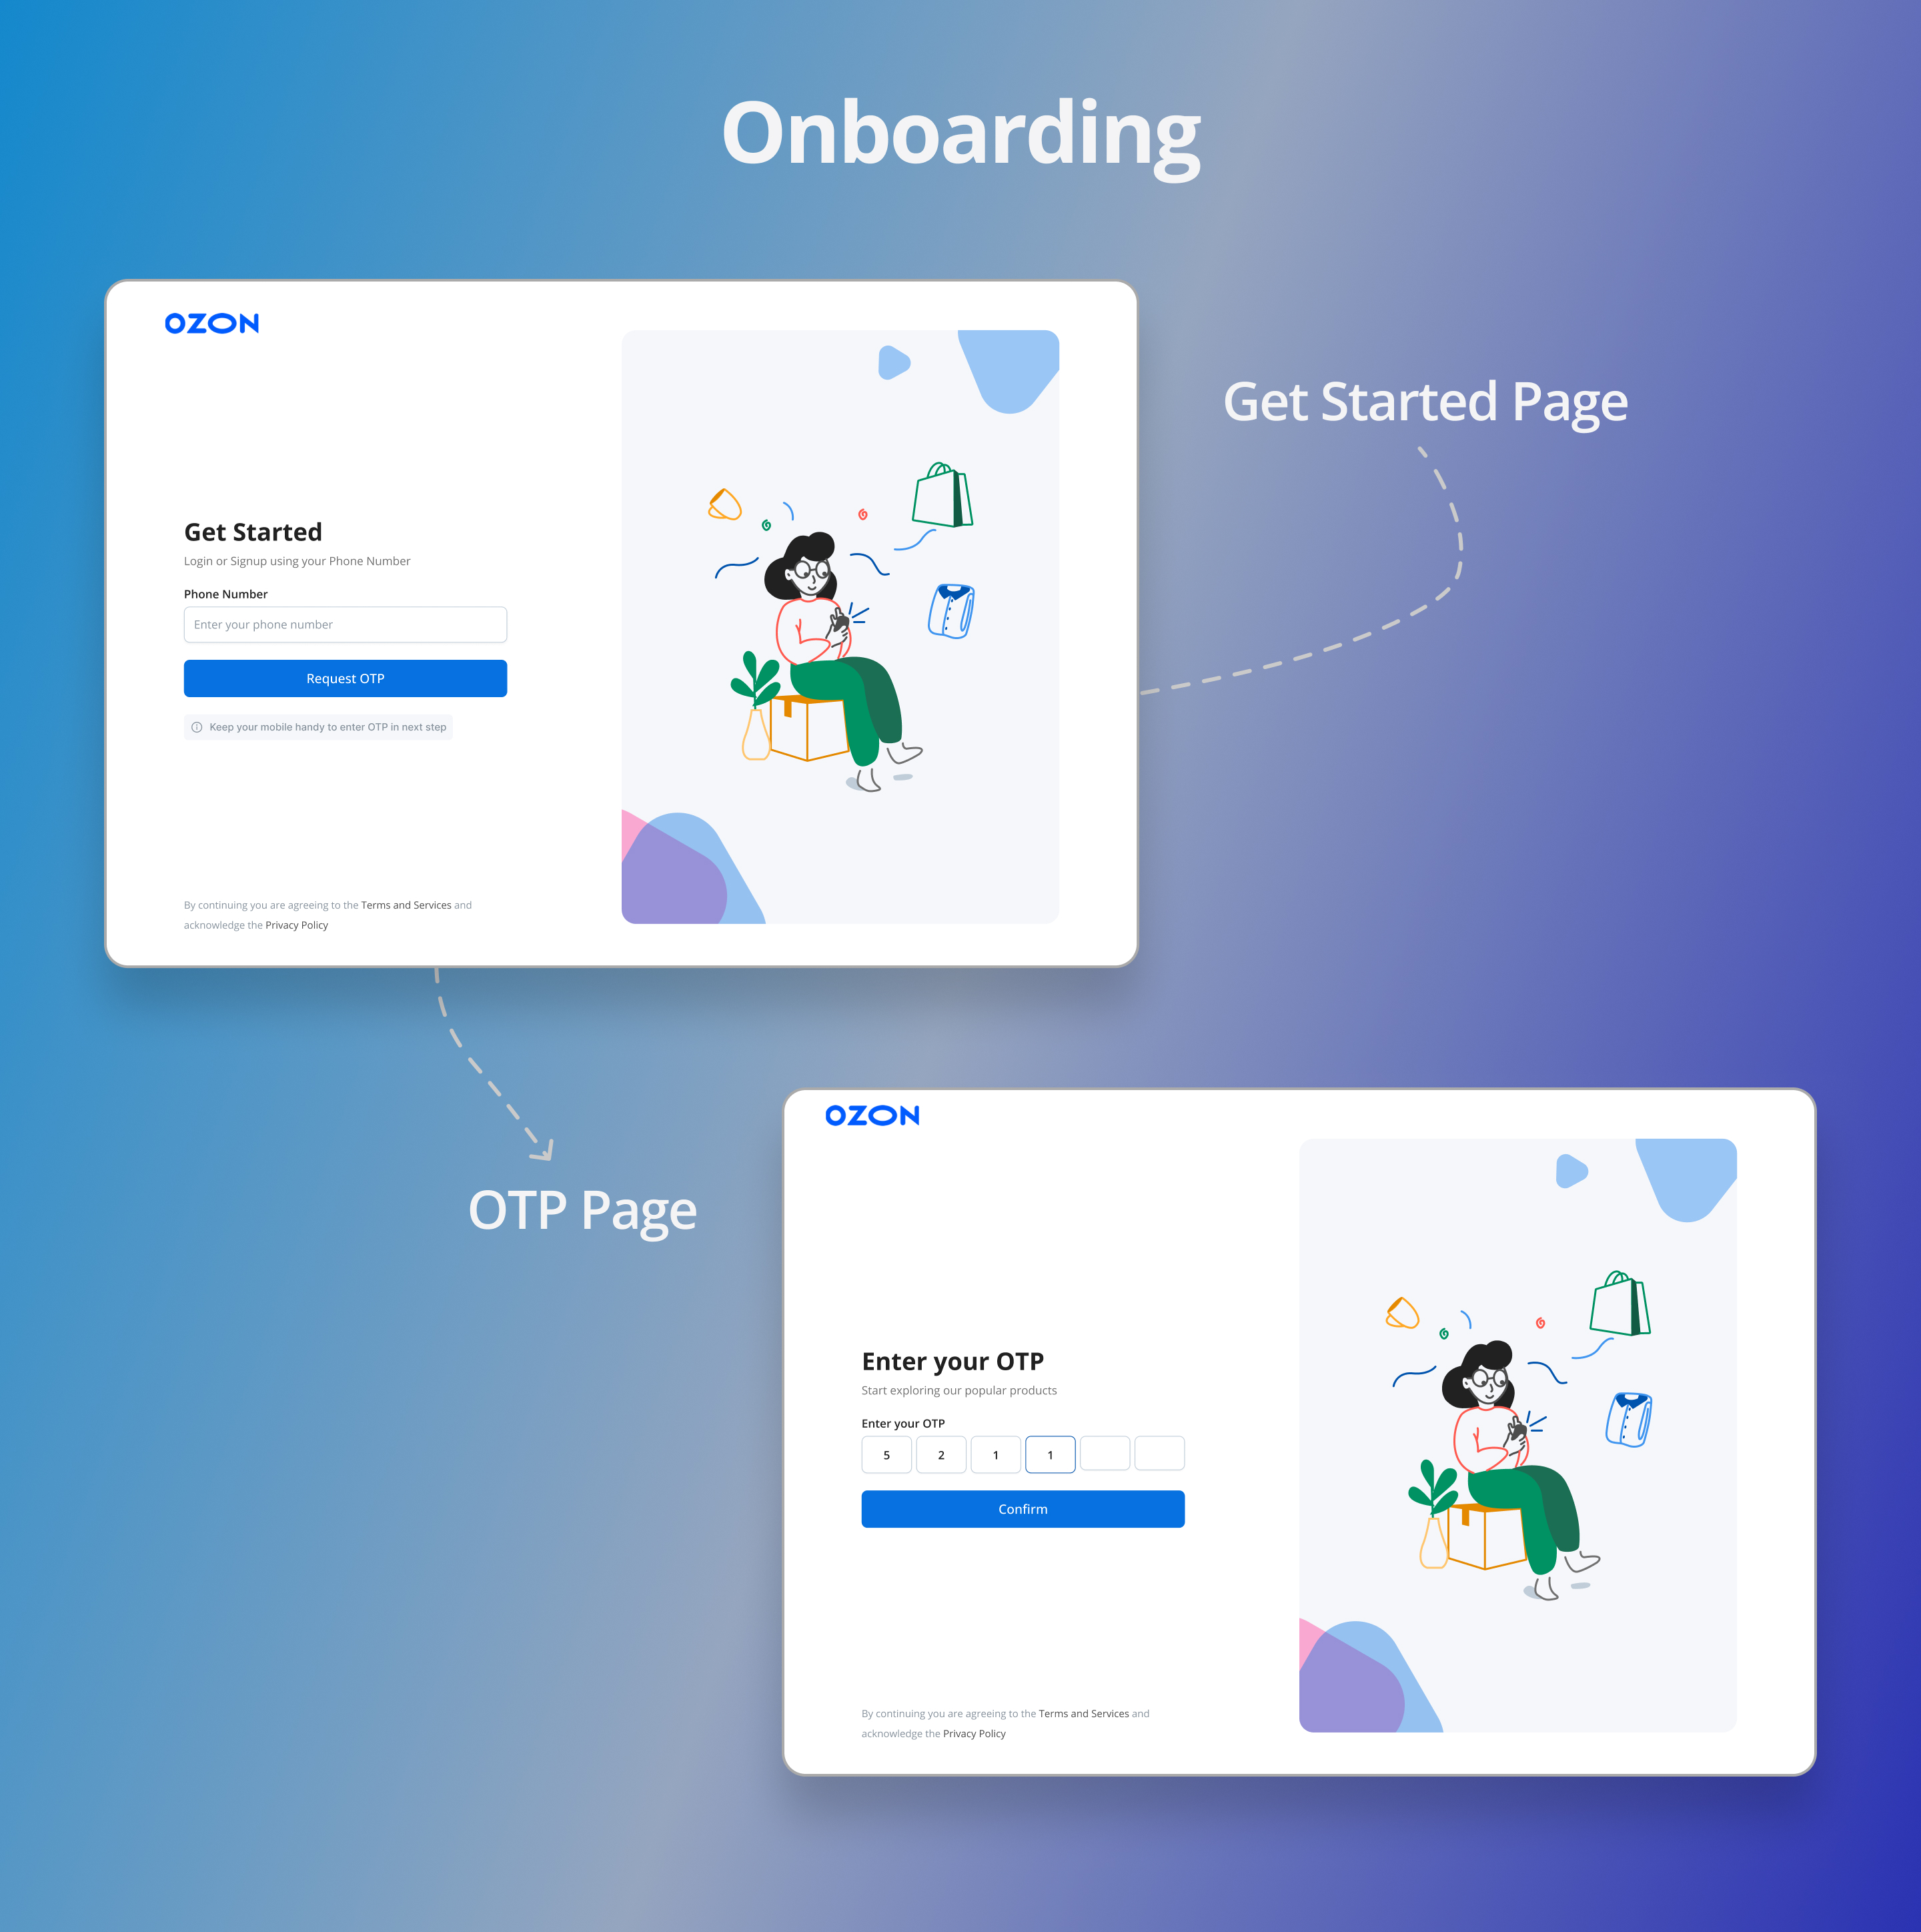 Onboarding
OZON
Get Started
Login or Signup using your Phone Number
Phone Number
Enter your phone number
Request OTP
Keep your mobile handy to enter OTP in next step
By continuing you are agreeing to the Terms and Services and
acknowledge the Privacy Policy
Get Started Page
OTP Page
OZON
Enter your OTP
Start exploring our popular products
Enter your OTP
5 2 1 1
Confirm
By continuing you are agreeing to the Terms and Services and
acknowledge the Privacy Policy